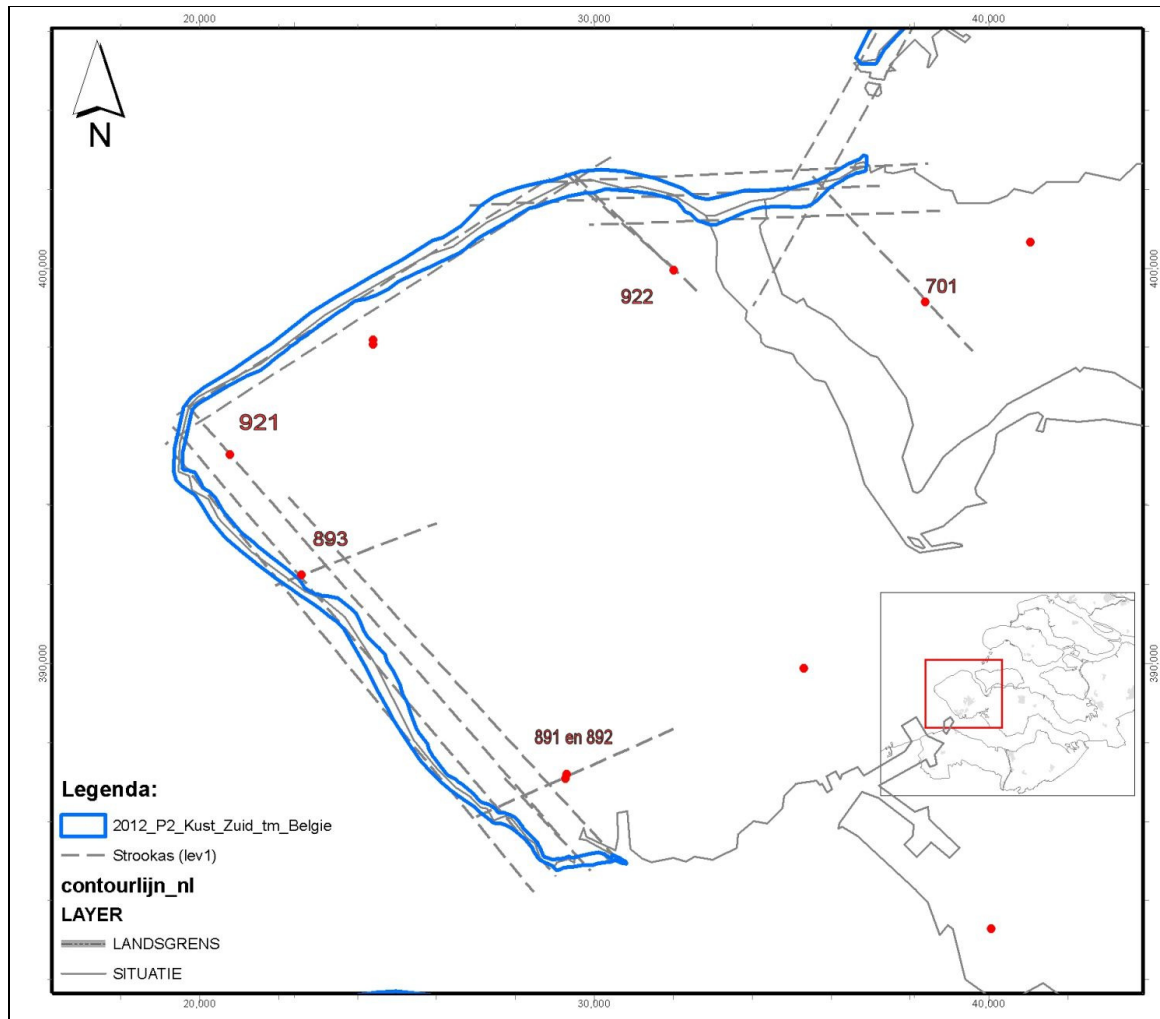 20,000 30,000 40,000
N
400,000 400,000
922
701
921
893
390,000 390,000
891 en 892
Legenda:
2012_P2_Kust_Zuid_tm_Belgie
Strookas (lev1)
contourlijn_nl
LAYER
LANDSGRENS
SITUATIE
20,000 30,000 40,000